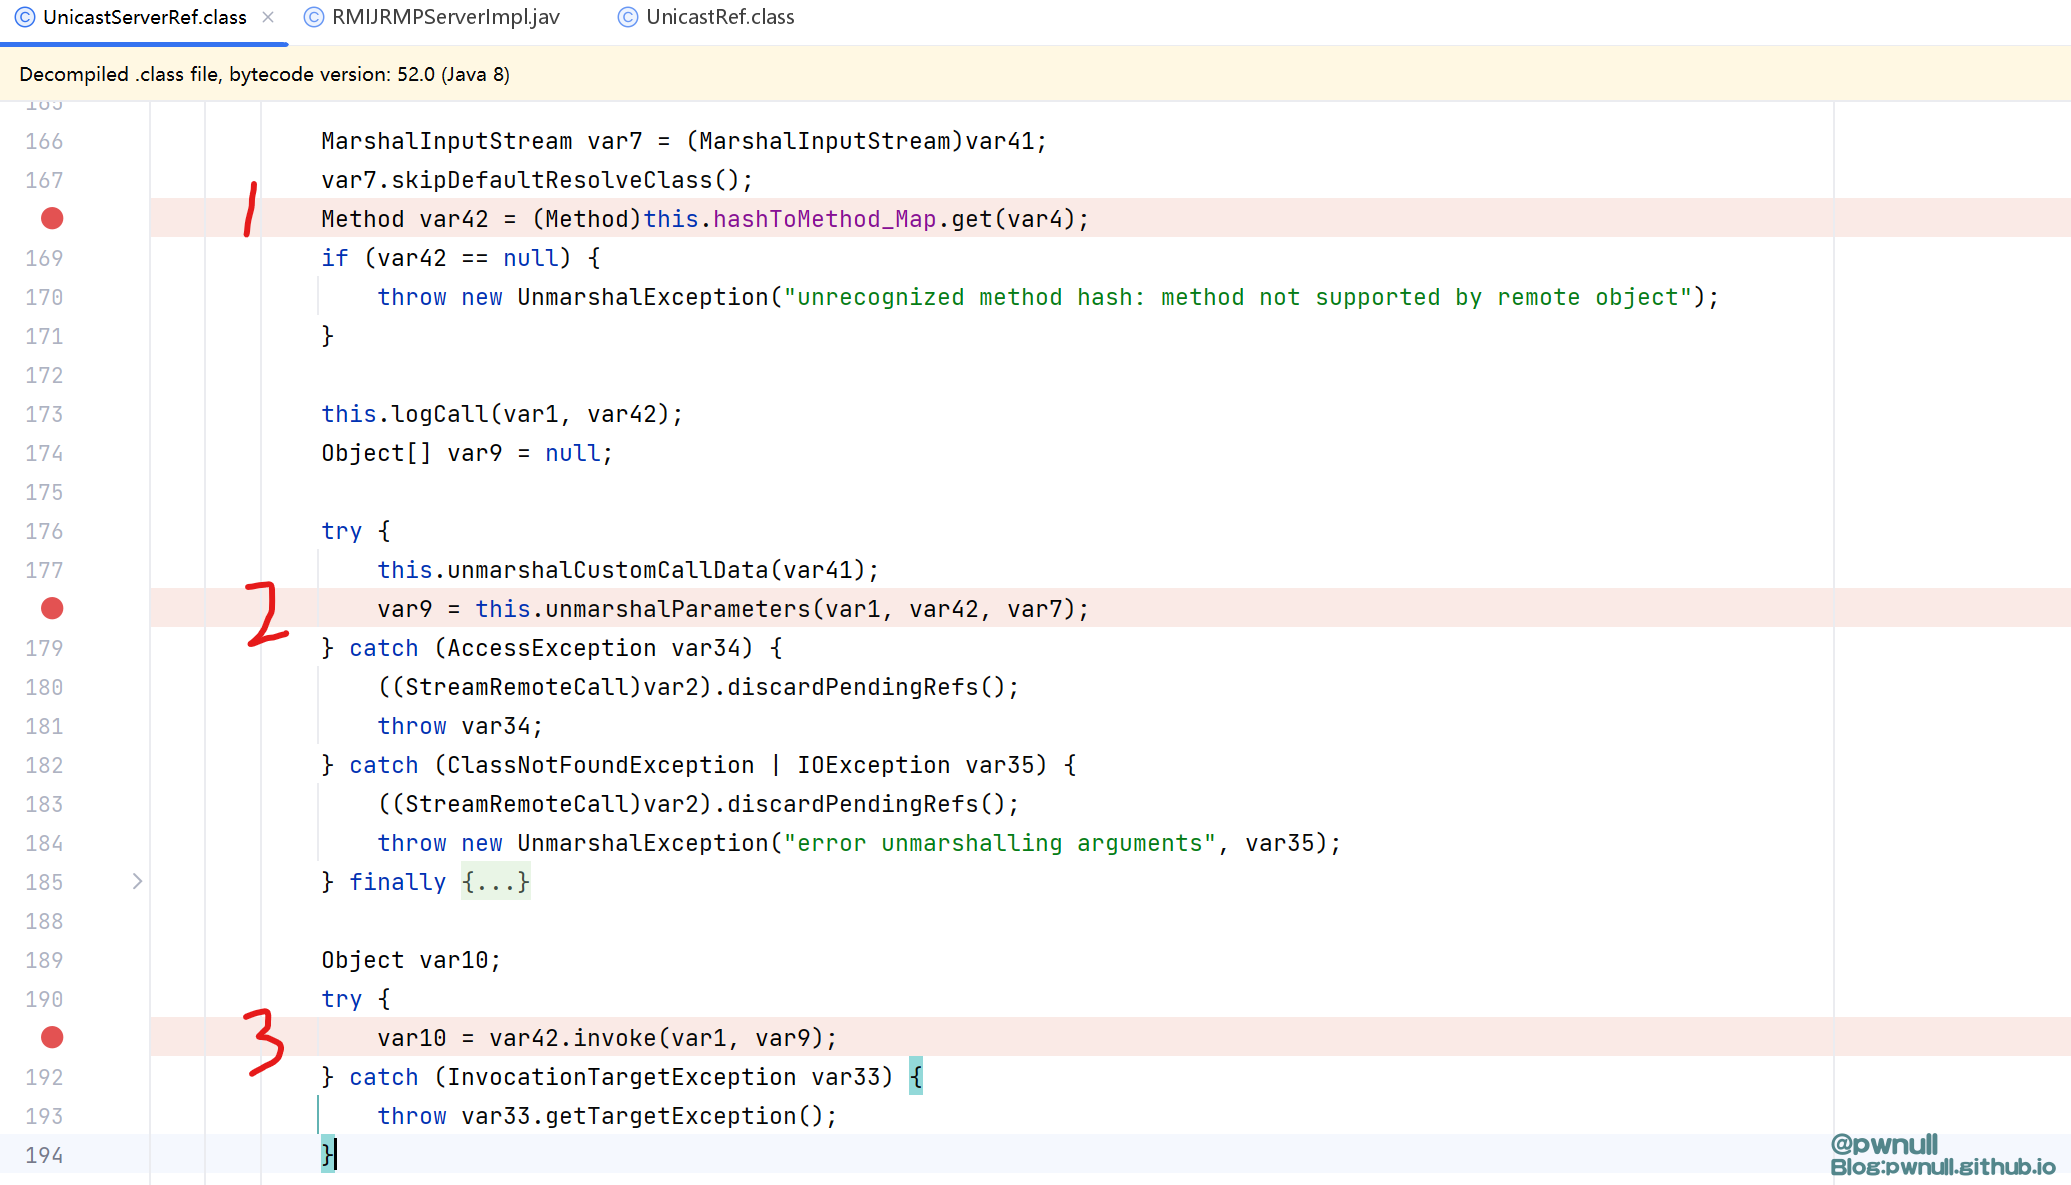 UnicastServerRef.class × RMIJRMPServerImpl.jav UnicastRef.class
Decompiled .class file, bytecode version: 52.0 (Java 8)
165
166 MarshalInputStream var7 = (MarshalInputStream)var41;
167 var7.skipDefaultResolveClass();
1 Method var42 = (Method)this.hashToMethod_Map.get(var4);
169 if (var42 == null) {
170 throw new UnmarshalException("unrecognized method hash: method not supported by remote object");
171 }
172
173 this.logCall(var1, var42);
174 Object[] var9 = null;
175
176 try {
177 this.unmarshalCustomCallData(var41);
2 var9 = this.unmarshalParameters(var1, var42, var7);
179 } catch (AccessException var34) {
180 ((StreamRemoteCall)var2).discardPendingRefs();
181 throw var34;
182 } catch (ClassNotFoundException | IOException var35) {
183 ((StreamRemoteCall)var2).discardPendingRefs();
184 throw new UnmarshalException("error unmarshalling arguments", var35);
185 } finally {...}
188
189 Object var10;
190 try {
3 var10 = var42.invoke(var1, var9);
192 } catch (InvocationTargetException var33) {
193 throw var33.getTargetException();
194 }
@pwnull
Blog:pwnull.github.io